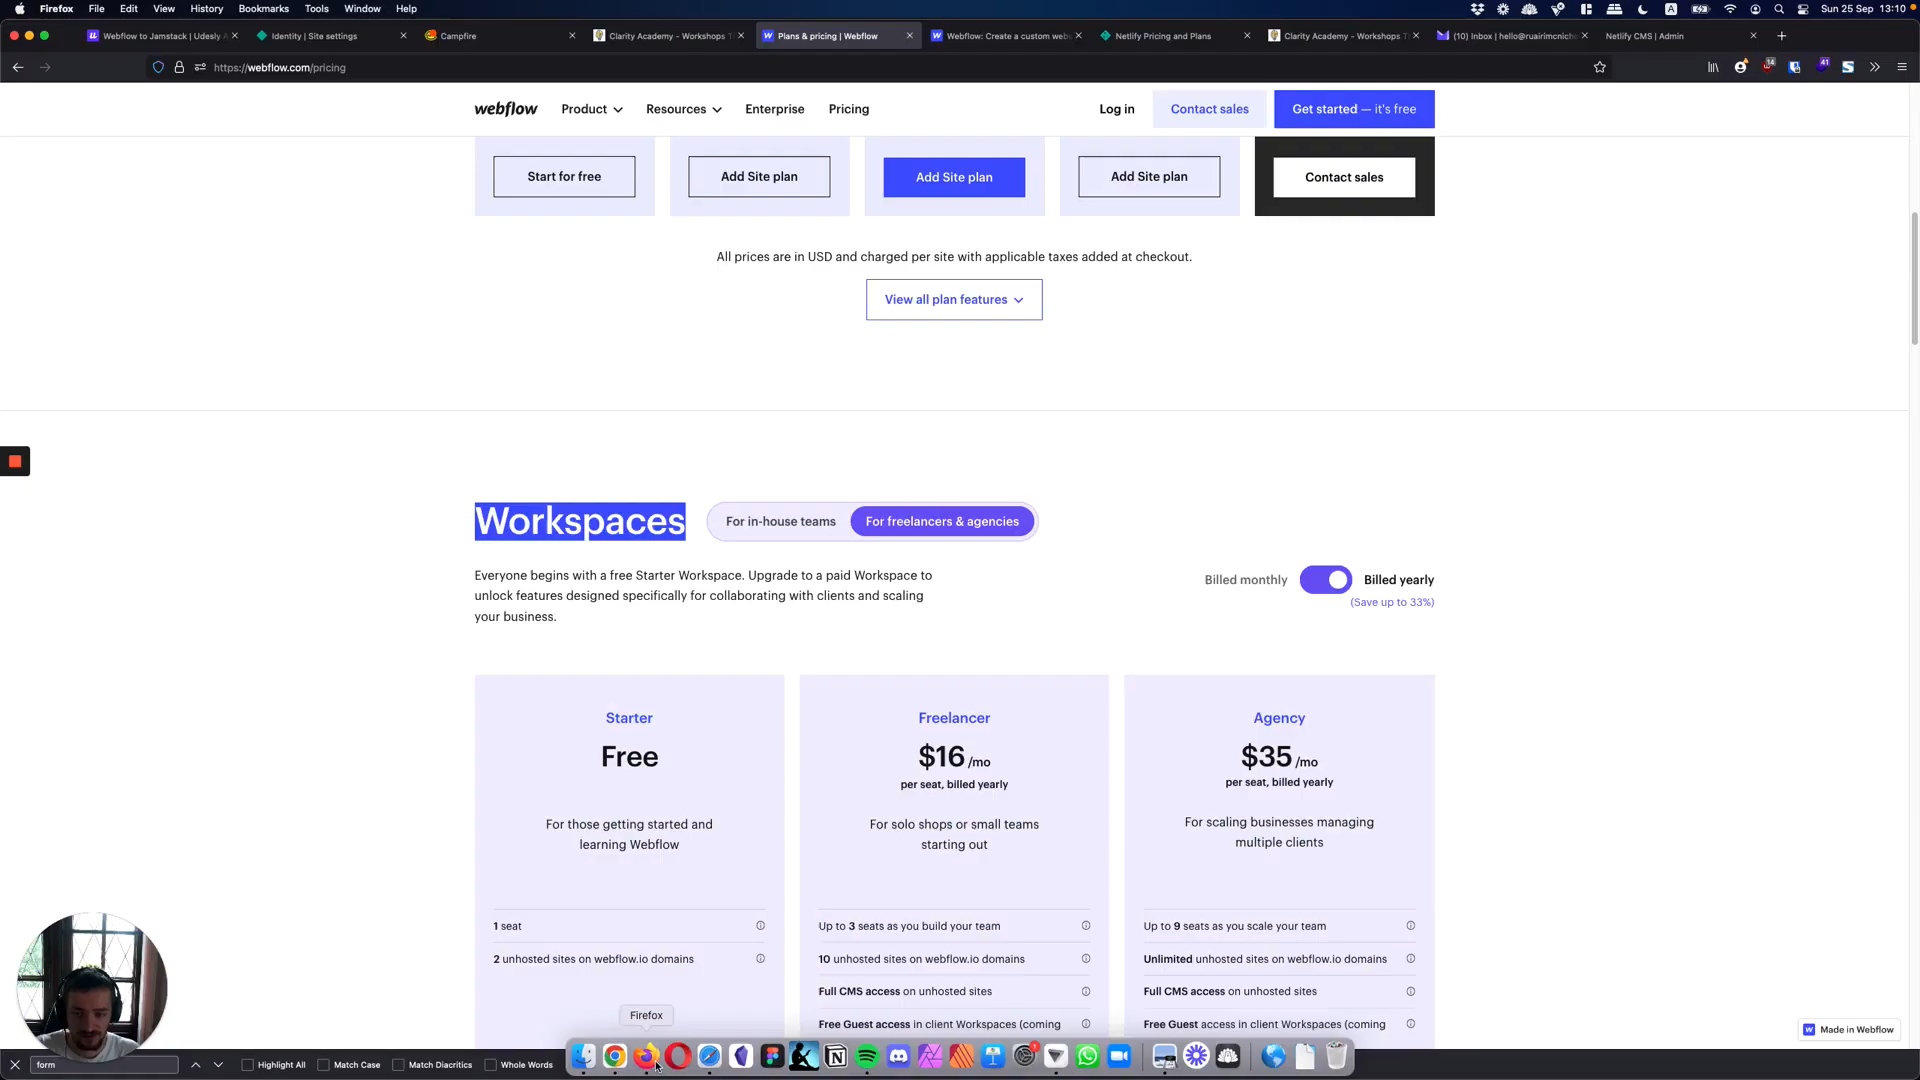 Firefox File Edit View History Bookmarks Tools Window Help Sun 25 Sep 13:10
Webflow to Jamstack | Udesly A
Identity | Site settings
Campfire
Clarity Academy - Workshops T
Plans & pricing | Webflow
Webflow: Create a custom webs
Netlify Pricing and Plans
Clarity Academy - Workshops T
(10) Inbox | hello@ruairimcnich
Netlify CMS | Admin
https://webflow.com/pricing
14
41
webflow Product Resources Enterprise Pricing Log in Contact sales Get started — it's free
Start for free Add Site plan Add Site plan Add Site plan Contact sales
All prices are in USD and charged per site with applicable taxes added at checkout.
View all plan features
Workspaces For in-house teams For freelancers & agencies
Everyone begins with a free Starter Workspace. Upgrade to a paid Workspace to
unlock features designed specifically for collaborating with clients and scaling
your business.
Billed monthly Billed yearly
(Save up to 33%)
Starter
Free
For those getting started and
learning Webflow
1 seat
2 unhosted sites on webflow.io domains
Freelancer
$16 /mo
per seat, billed yearly
For solo shops or small teams
starting out
Up to 3 seats as you build your team
10 unhosted sites on webflow.io domains
Full CMS access on unhosted sites
Free Guest access in client Workspaces (coming
Agency
$35 /mo
per seat, billed yearly
For scaling businesses managing
multiple clients
Up to 9 seats as you scale your team
Unlimited unhosted sites on webflow.io domains
Full CMS access on unhosted sites
Free Guest access in client Workspaces (coming
Firefox
Made in Webflow
form Highlight All Match Case Match Diacritics Whole Words